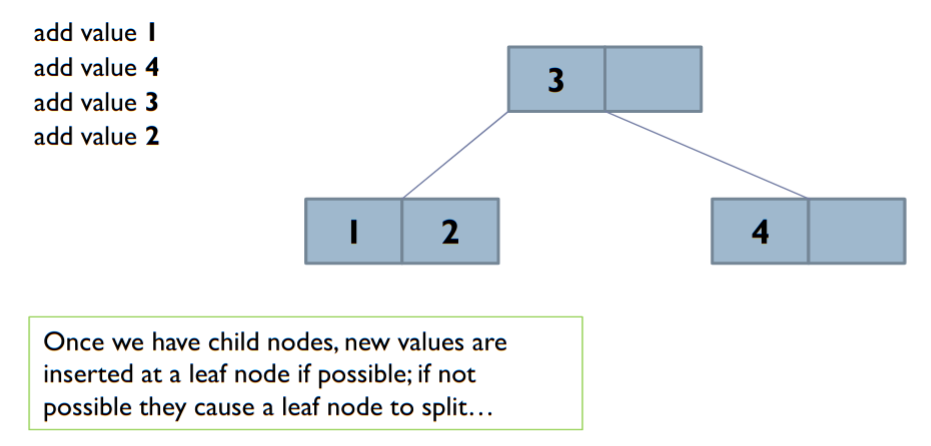 add value 1
add value 4
add value 3
add value 2
3
1 2
4
Once we have child nodes, new values are
inserted at a leaf node if possible; if not
possible they cause a leaf node to split...